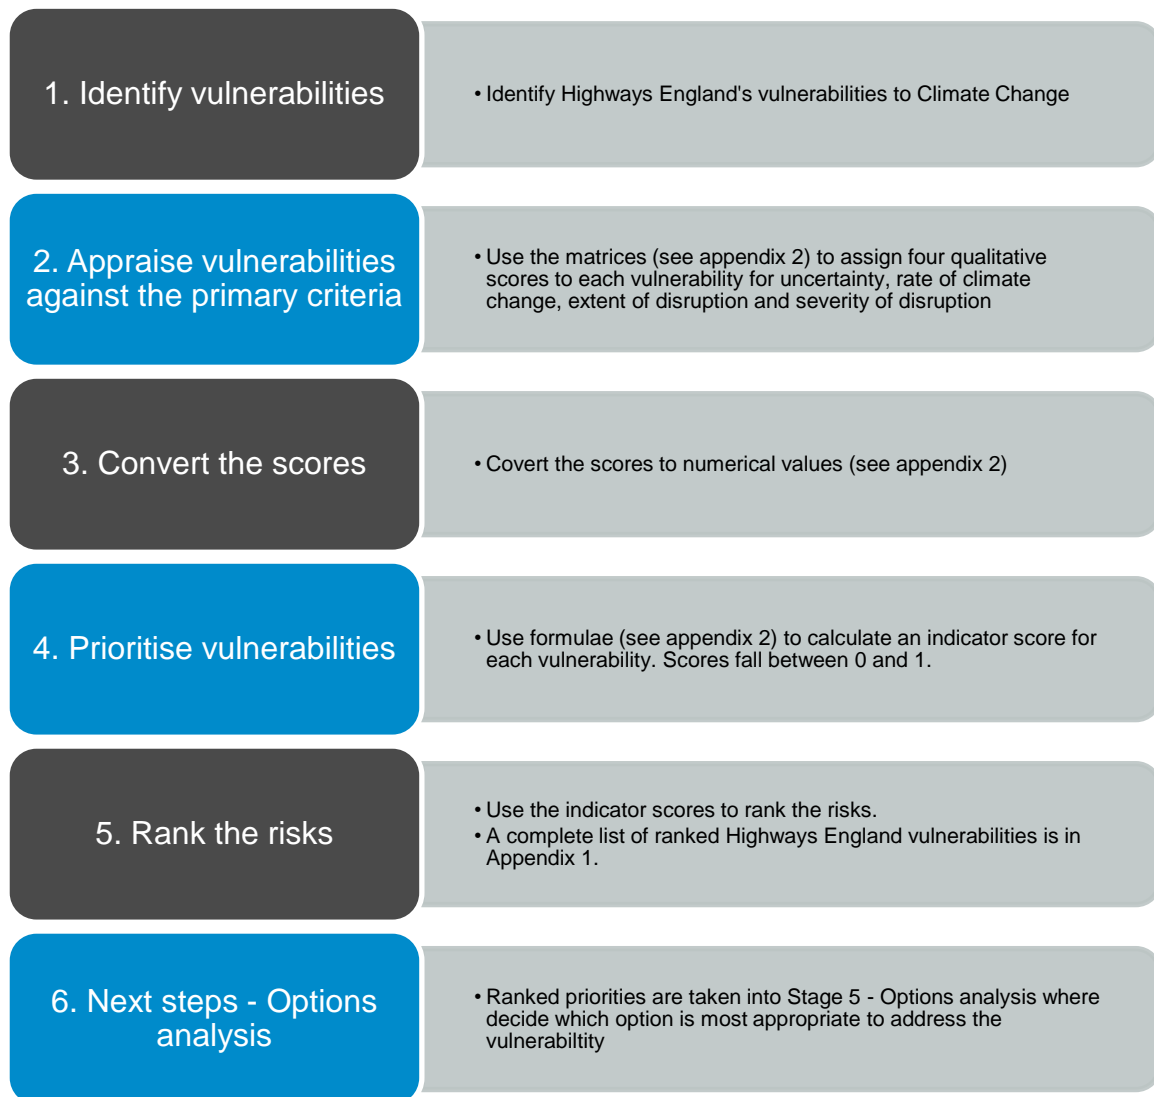 1. Identify vulnerabilities
• Identify Highways England's vulnerabilities to Climate Change
2. Appraise vulnerabilities
against the primary criteria
• Use the matrices (see appendix 2) to assign four qualitative
scores to each vulnerability for uncertainty, rate of climate
change, extent of disruption and severity of disruption
3. Convert the scores
• Covert the scores to numerical values (see appendix 2)
4. Prioritise vulnerabilities
• Use formulae (see appendix 2) to calculate an indicator score for
each vulnerability. Scores fall between 0 and 1.
5. Rank the risks
• Use the indicator scores to rank the risks.
• A complete list of ranked Highways England vulnerabilities is in
Appendix 1.
6. Next steps - Options
analysis
• Ranked priorities are taken into Stage 5 - Options analysis where
decide which option is most appropriate to address the
vulnerabiltity